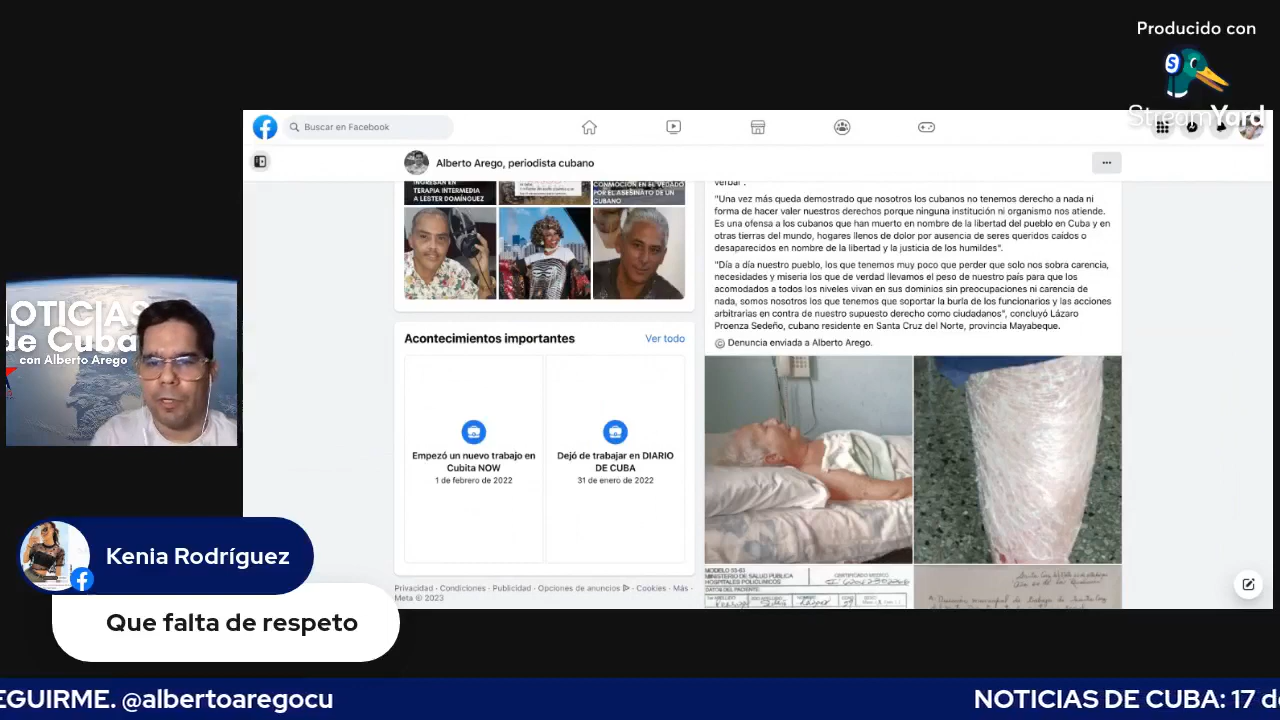 Producido con
StreamYard
Buscar en Facebook
Alberto Arego, periodista cubano
INGRESAN EN
TERAPIA INTERMEDIA
A LESTER DOMÍNGUEZ
CONMOCIÓN EN EL VEDADO
POR EL ASESINATO DE UN
CUBANO
verbal".
"Una vez más queda demostrado que nosotros los cubanos no tenemos derecho a nada ni
forma de hacer valer nuestros derechos porque ninguna institución ni organismo nos atiende.
Es una ofensa a los cubanos que han muerto en nombre de la libertad del pueblo en Cuba y en
otras tierras del mundo, hogares llenos de dolor por ausencia de seres queridos caídos o
desaparecidos en nombre de la libertad y la justicia de los humildes".
"Día a día nuestro pueblo, los que tenemos muy poco que perder que solo nos sobra carencia,
necesidades y miseria los que de verdad llevamos el peso de nuestro país para que los
acomodados a todos los niveles vivan en sus dominios sin preocupaciones ni carencia de
nada, somos nosotros los que tenemos que soportar la burla de los funcionarios y las acciones
arbitrarias en contra de nuestro supuesto derecho como ciudadanos", concluyó Lázaro
Proenza Sedeño, cubano residente en Santa Cruz del Norte, provincia Mayabeque.
Denuncia enviada a Alberto Arego.
Acontecimientos importantes
Ver todo
Empezó un nuevo trabajo en
Cubita NOW
1 de febrero de 2022
Dejó de trabajar en DIARIO
DE CUBA
31 de enero de 2022
Privacidad · Condiciones · Publicidad · Opciones de anuncios · Cookies · Más ·
Meta © 2023
MINISTERIO DE SALUD PUBLICA
HOSPITALES POLICLINICOS
CERTIFICADO MEDICO
DATOS DEL PACIENTE:
OTICIAS
de Cuba
con Alberto Arego
Kenia Rodríguez
Que falta de respeto
EGUIRME. @albertoaregocu
NOTICIAS DE CUBA: 17 de